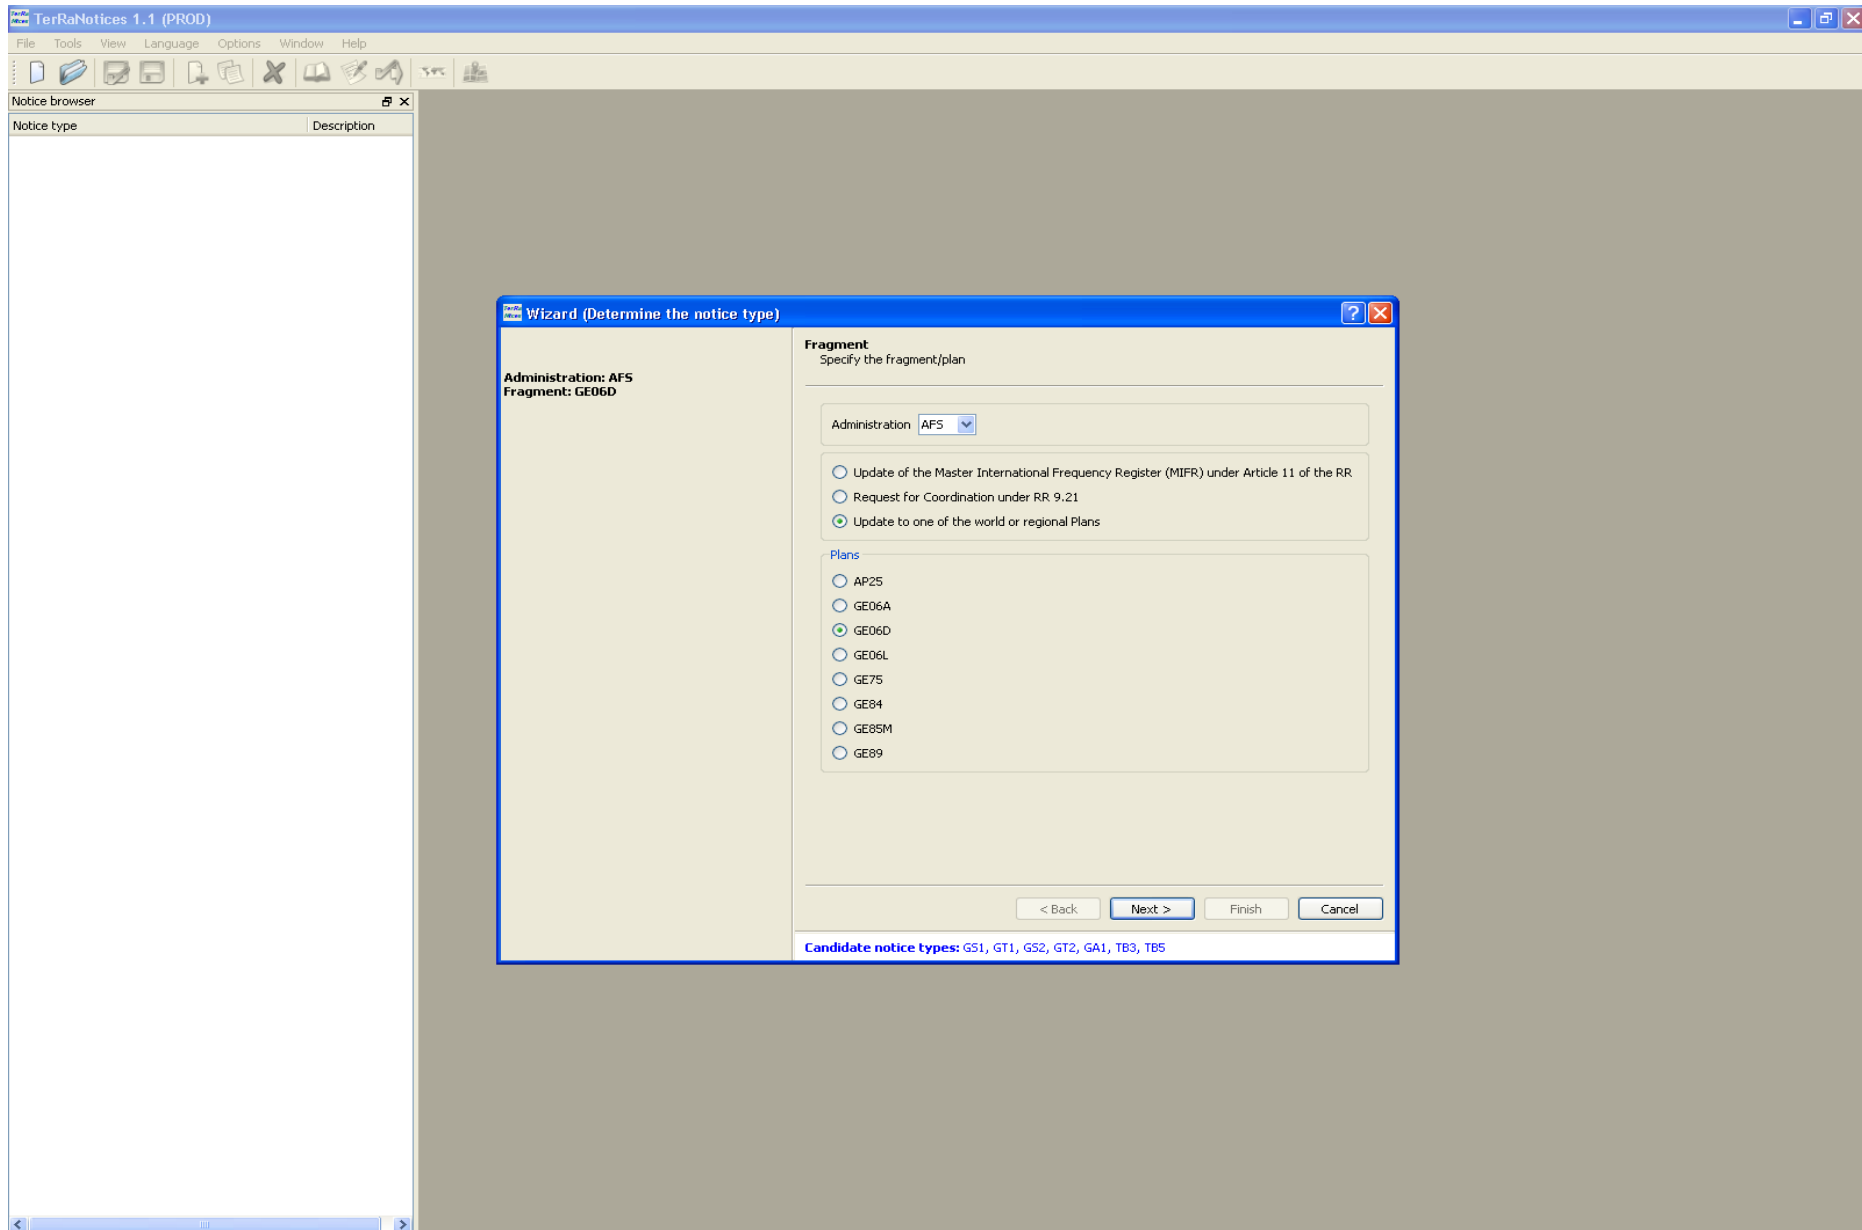 TerRaNotices 1.1 (PROD)
File Tools View Language Options Window Help
Notice browser
Notice type Description
Wizard (Determine the notice type)
Administration: AFS
Fragment: GE06D
Fragment
Specify the fragment/plan
Administration AFS
Update of the Master International Frequency Register (MIFR) under Article 11 of the RR
Request for Coordination under RR 9.21
Update to one of the world or regional Plans
Plans
AP25
GE06A
GE06D
GE06L
GE75
GE84
GE85M
GE89
< Back Next > Finish Cancel
Candidate notice types: GS1, GT1, GS2, GT2, GA1, TB3, TB5